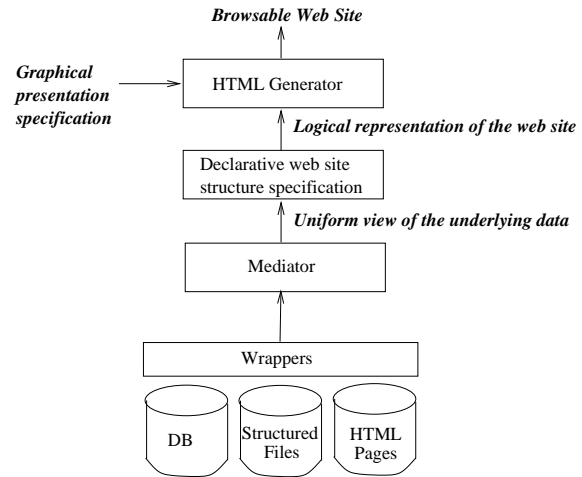 Browsable Web Site
Graphical
presentation
specification
HTML Generator
Logical representation of the web site
Declarative web site
structure specification
Uniform view of the underlying data
Mediator
Wrappers
DB
Structured
Files
HTML
Pages